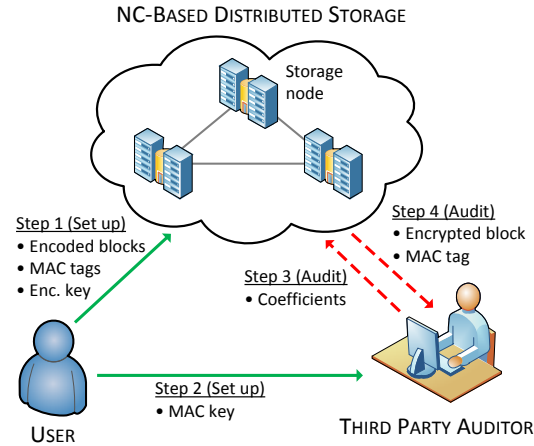 NC-BASED DISTRIBUTED STORAGE
Storage
node
Step 1 (Set up)
• Encoded blocks
• MAC tags
• Enc. key
Step 4 (Audit)
• Encrypted block
• MAC tag
Step 3 (Audit)
• Coefficients
Step 2 (Set up)
• MAC key
USER
THIRD PARTY AUDITOR